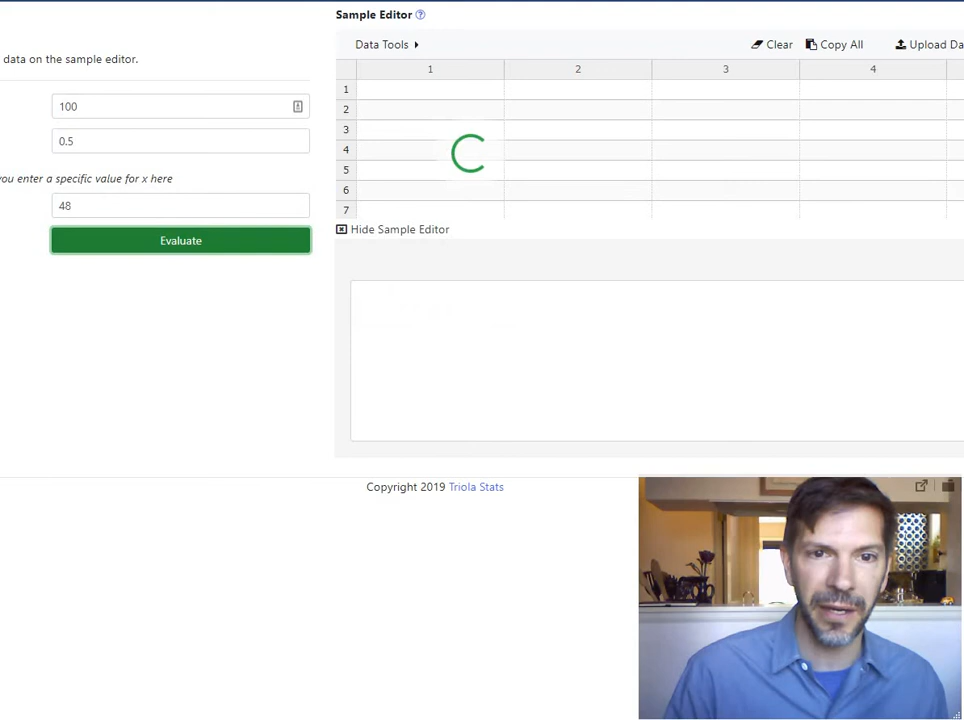 Sample Editor ?
Data Tools
Clear Copy All Upload Da
1 2 3 4
data on the sample editor.
1
2
3
4
5
6
7
100
0.5
you enter a specific value for x here
48
Evaluate
Hide Sample Editor
Copyright 2019 Triola Stats